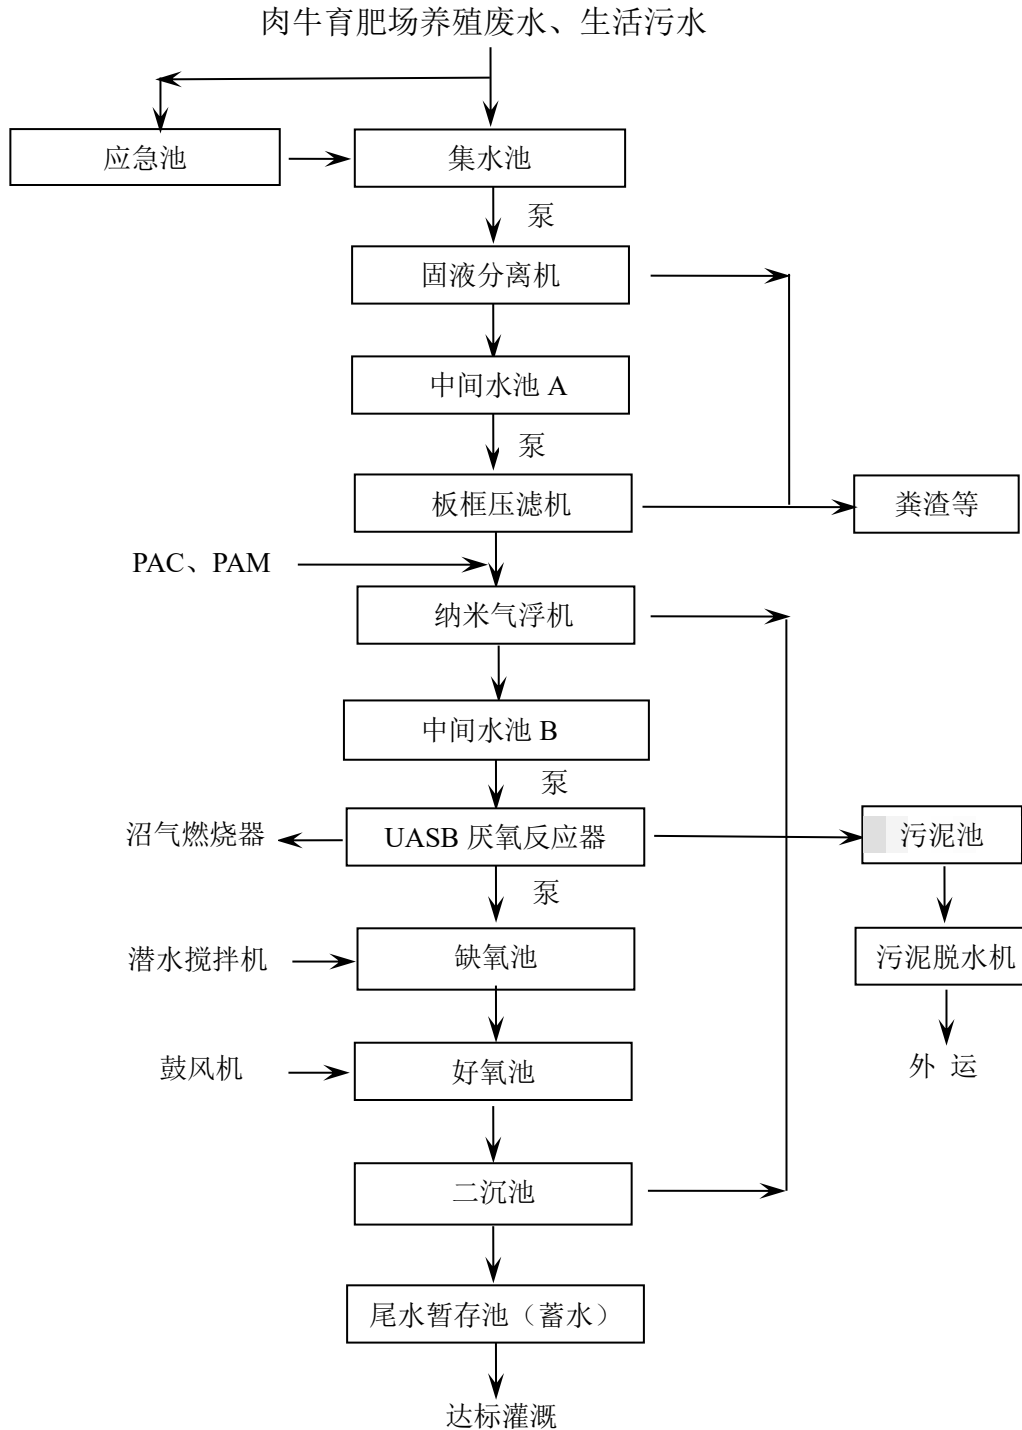 肉牛育肥场养殖废水、生活污水
应急池
集水池
泵
固液分离机
中间水池 A
泵
板框压滤机
粪渣等
PAC、PAM
纳米气浮机
中间水池 B
泵
沼气燃烧器
UASB 厌氧反应器
污泥池
泵
潜水搅拌机
缺氧池
污泥脱水机
鼓风机
好氧池
外 运
二沉池
尾水暂存池（蓄水）
达标灌溉